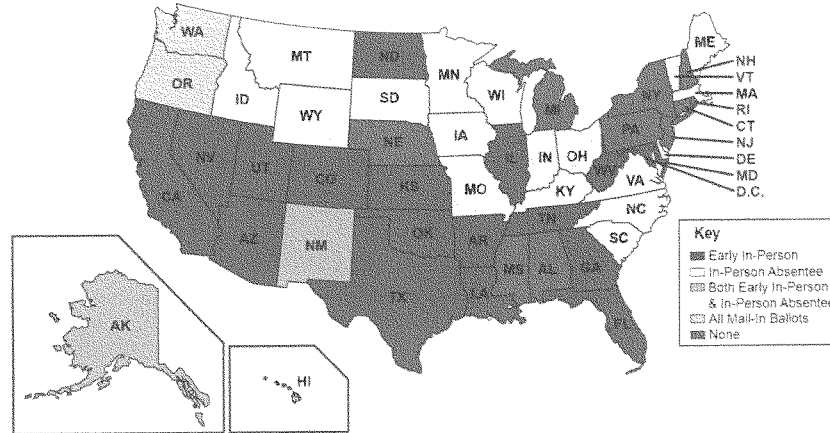 WA
MT
ND
MN
ME
OR
ID
SD
WI
MI
NY
NH
VT
MA
RI
CT
NJ
DE
MD
D.C.
WY
NE
IA
IL
IN
OH
PA
WV
VA
NV
UT
CO
KS
MO
KY
NC
CA
AZ
NM
OK
AR
TN
SC
MS
AL
GA
TX
LA
FL
AK
HI
Key
Early In-Person
In-Person Absentee
Both Early In-Person
& In-Person Absentee
All Mail-In Ballots
None